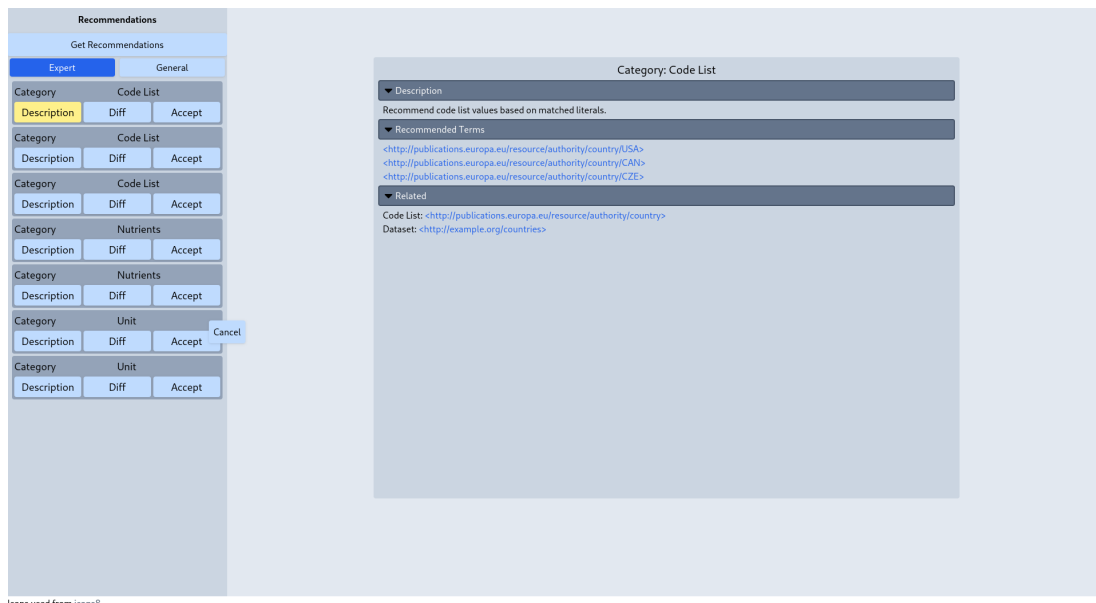 Recommendations
Get Recommendations
Expert General
Category Code List
Description Diff Accept
Category Code List
Description Diff Accept
Category Code List
Description Diff Accept
Category Nutrients
Description Diff Accept
Category Nutrients
Description Diff Accept
Category Unit
Description Diff Accept
Cancel
Category Unit
Description Diff Accept
Category: Code List
Description
Recommend code list values based on matched literals.
Recommended Terms
<http://publications.europa.eu/resource/authority/country/USA>
<http://publications.europa.eu/resource/authority/country/CAN>
<http://publications.europa.eu/resource/authority/country/CZE>
Related
Code List: <http://publications.europa.eu/resource/authority/country>
Dataset: <http://example.org/countries>
Icons used from icons8